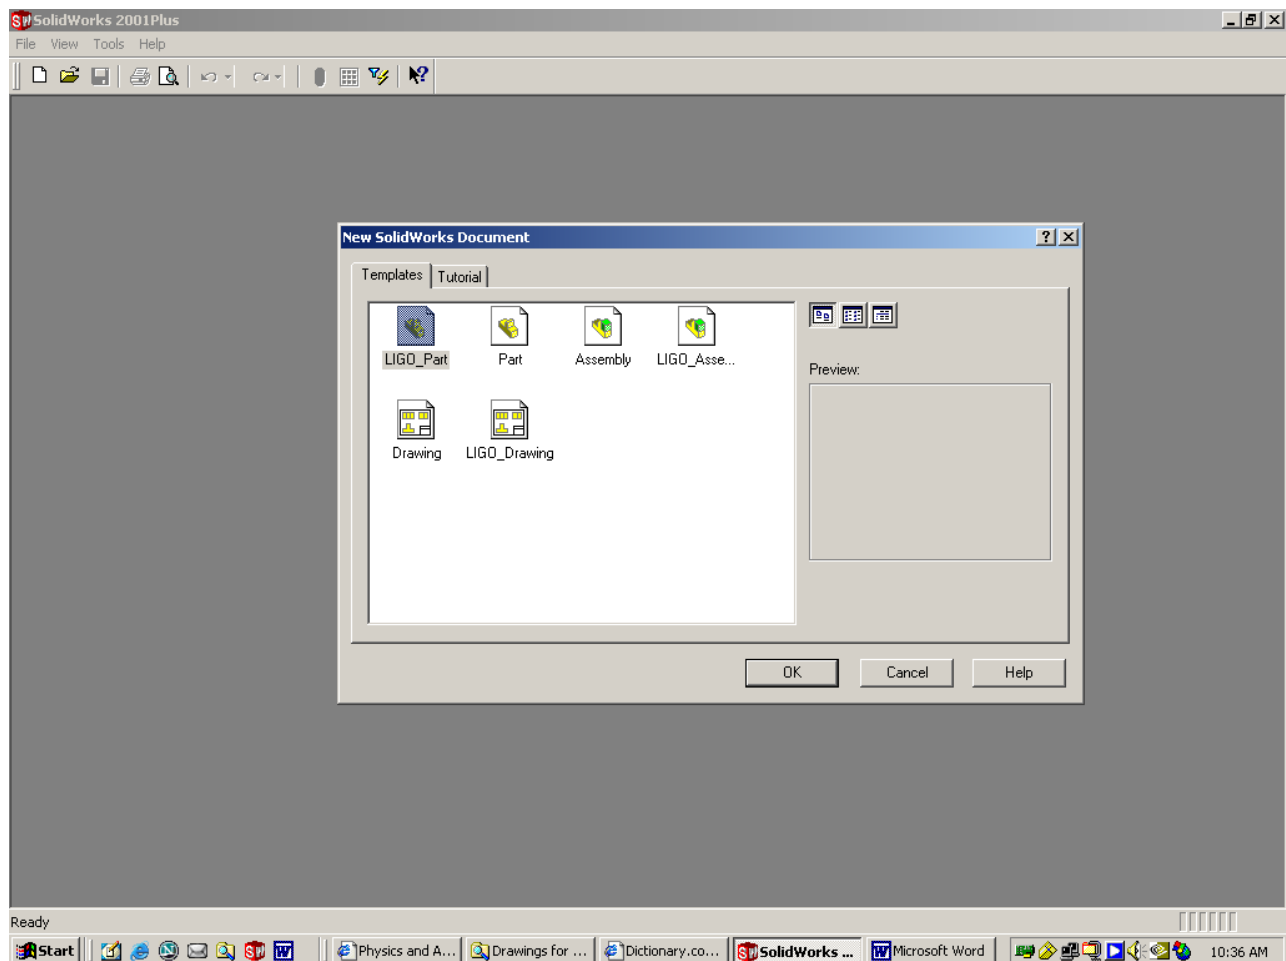 SolidWorks 2001Plus
File View Tools Help
New SolidWorks Document
Templates Tutorial
LIGO_Part Part Assembly LIGO_Asse...
Preview:
Drawing LIGO_Drawing
OK Cancel Help
Ready
Start Physics and A... Drawings for ... Dictionary.co... SolidWorks ... Microsoft Word 10:36 AM